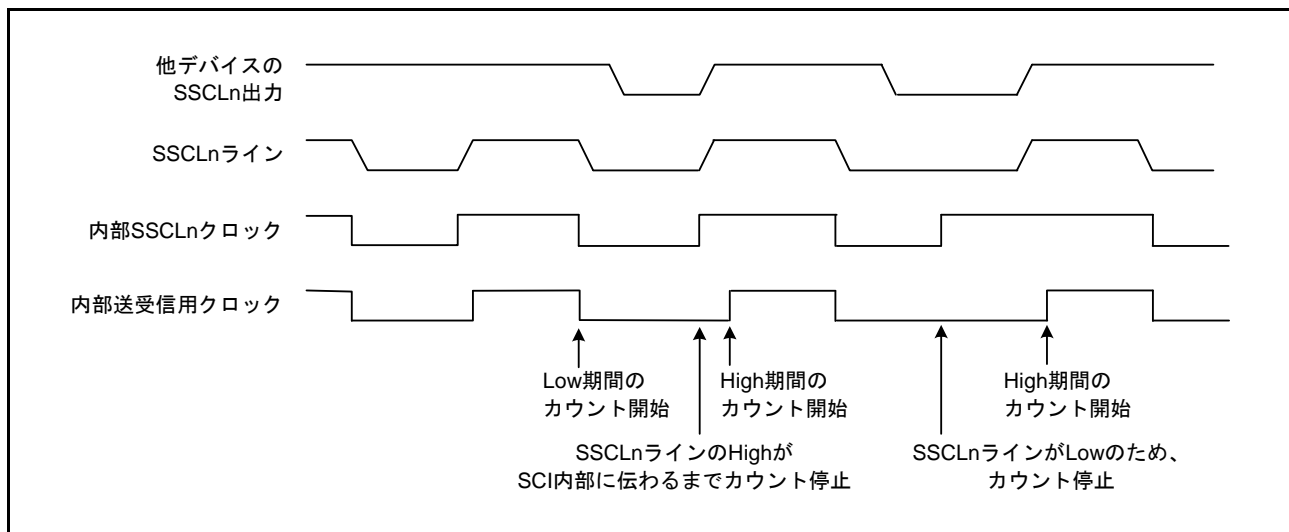 他デバイスの
SSCLn出力
SSCLnライン
内部SSCLnクロック
内部送受信用クロック
Low期間の
カウント開始
High期間の
カウント開始
High期間の
カウント開始
SSCLnラインのHighが
SCI内部に伝わるまでカウント停止
SSCLnラインがLowのため、
カウント停止